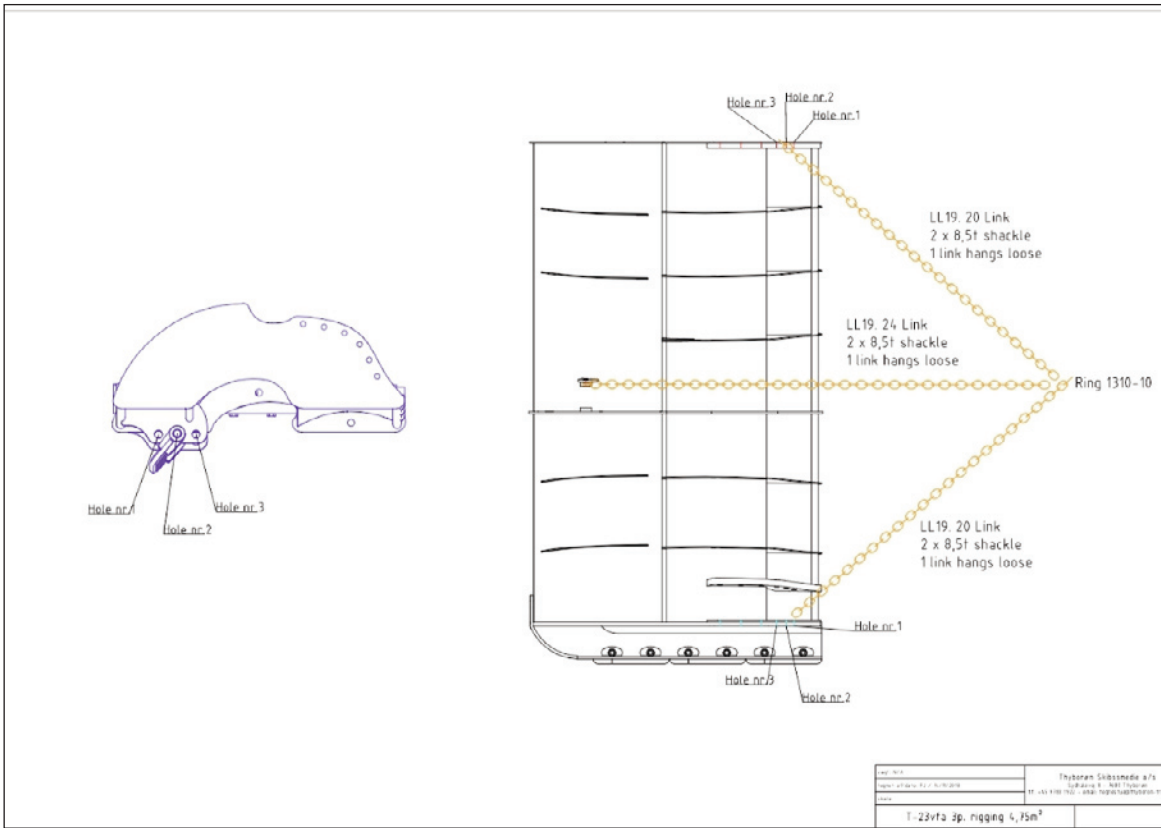 Hole nr.3
Hole nr.2
Hole nr.1
LL19. 20 Link
2 x 8,5t shackle
1 link hangs loose
LL19. 24 Link
2 x 8,5t shackle
1 link hangs loose
Ring 1310-10
Hole nr.1
Hole nr.2
Hole nr.3
LL19. 20 Link
2 x 8,5t shackle
1 link hangs loose
Hole nr.1
Hole nr.3
Hole nr.2
Thyborøn Skibssmedie a/s
T-23vfa 3p. rigging 4,75m²